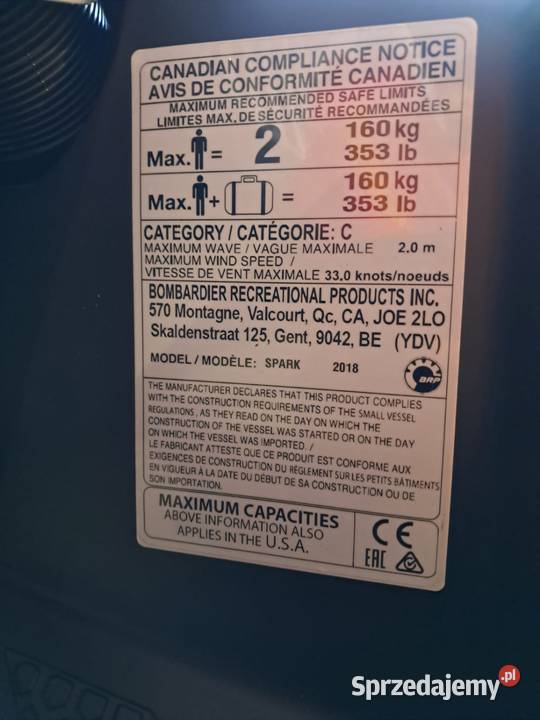 CANADIAN COMPLIANCE NOTICE
AVIS DE CONFORMITÉ CANADIEN
MAXIMUM RECOMMENDED SAFE LIMITS
LIMITES MAX. DE SÉCURITÉ RECOMMANDÉES
Max. = 2 160 kg
353 lb
Max. + = 160 kg
353 lb
CATEGORY / CATÉGORIE: C
MAXIMUM WAVE / VAGUE MAXIMALE 2.0 m
MAXIMUM WIND SPEED /
VITESSE DE VENT MAXIMALE 33.0 knots/noeuds
BOMBARDIER RECREATIONAL PRODUCTS INC.
570 Montagne, Valcourt, Qc, CA, JOE 2LO
Skaldenstraat 125, Gent, 9042, BE (YDV)
MODEL / MODÈLE: SPARK 2018
BRP
THE MANUFACTURER DECLARES THAT THIS PRODUCT COMPLIES
WITH THE CONSTRUCTION REQUIREMENTS OF THE SMALL VESSEL
REGULATIONS, AS THEY READ ON THE DAY ON WHICH THE
CONSTRUCTION OF THE VESSEL WAS STARTED OR ON THE DAY
ON WHICH THE VESSEL WAS IMPORTED. /
LE FABRICANT ATTESTE QUE CE PRODUIT EST CONFORME AUX
EXIGENCES DE CONSTRUCTION DU RÈGLEMENT SUR LES PETITS BÂTIMENTS
EN VIGUEUR À LA DATE DU DÉBUT DE SA CONSTRUCTION OU DE
SON IMPORTATION.
MAXIMUM CAPACITIES
ABOVE INFORMATION ALSO
APPLIES IN THE U.S.A.
CE
EAC
Sprzedajemy.pl